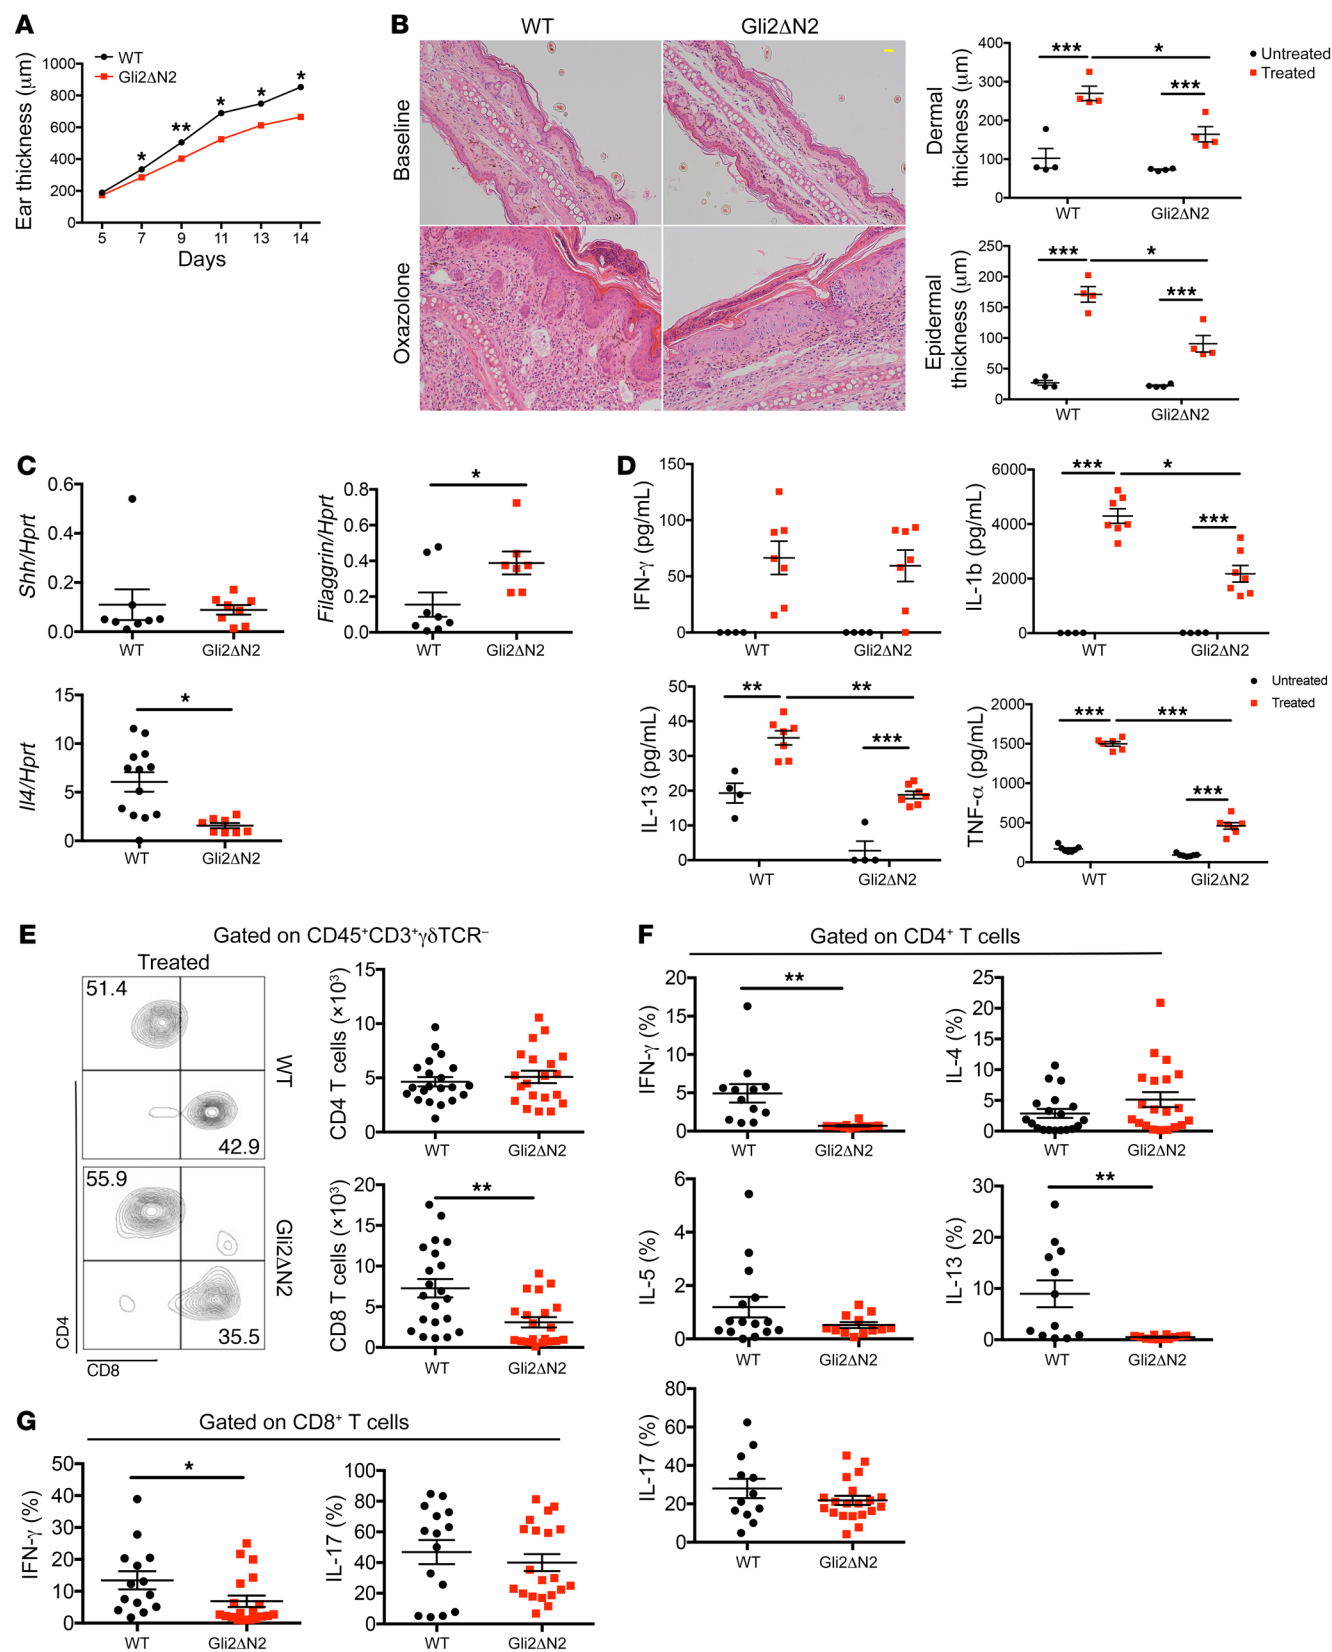 A
WT
Gli2ΔN2
Ear thickness (μm)
1000
800
600
400
200
0
* ** * * *
5 7 9 11 13 14
Days
B
WT Gli2ΔN2
Baseline
Oxazolone
Dermal
thickness (μm)
400
300
200
100
0
*** *
***
WT Gli2ΔN2
Untreated
Treated
Epidermal
thickness (μm)
250
200
150
100
50
0
*** *
***
WT Gli2ΔN2
C
Shh/Hprt
0.6
0.4
0.2
0.0
WT Gli2ΔN2
Filaggrin/Hprt
0.8
0.6
0.4
0.2
0.0
*
WT Gli2ΔN2
Il4/Hprt
15
10
5
0
*
WT Gli2ΔN2
D
IFN-γ (pg/mL)
150
100
50
0
WT Gli2ΔN2
IL-1b (pg/mL)
6000
4000
2000
0
*** *
***
WT Gli2ΔN2
IL-13 (pg/mL)
50
40
30
20
10
0
** **
***
WT Gli2ΔN2
Untreated
Treated
TNF-α (pg/mL)
2000
1500
1000
500
0
*** ***
***
WT Gli2ΔN2
E
Gated on CD45⁺CD3⁺γδTCR⁻
Treated
51.4
42.9
WT
55.9
35.5
Gli2ΔN2
CD4
CD8
CD4 T cells (×10³)
15
10
5
0
WT Gli2ΔN2
CD8 T cells (×10³)
20
15
10
5
0
**
WT Gli2ΔN2
F
Gated on CD4⁺ T cells
IFN-γ (%)
20
15
10
5
0
**
WT Gli2ΔN2
IL-4 (%)
25
20
15
10
5
0
WT Gli2ΔN2
IL-5 (%)
6
4
2
0
WT Gli2ΔN2
IL-13 (%)
30
20
10
0
**
WT Gli2ΔN2
IL-17 (%)
80
60
40
20
0
WT Gli2ΔN2
G
Gated on CD8⁺ T cells
IFN-γ (%)
50
40
30
20
10
0
*
WT Gli2ΔN2
IL-17 (%)
100
80
60
40
20
0
WT Gli2ΔN2